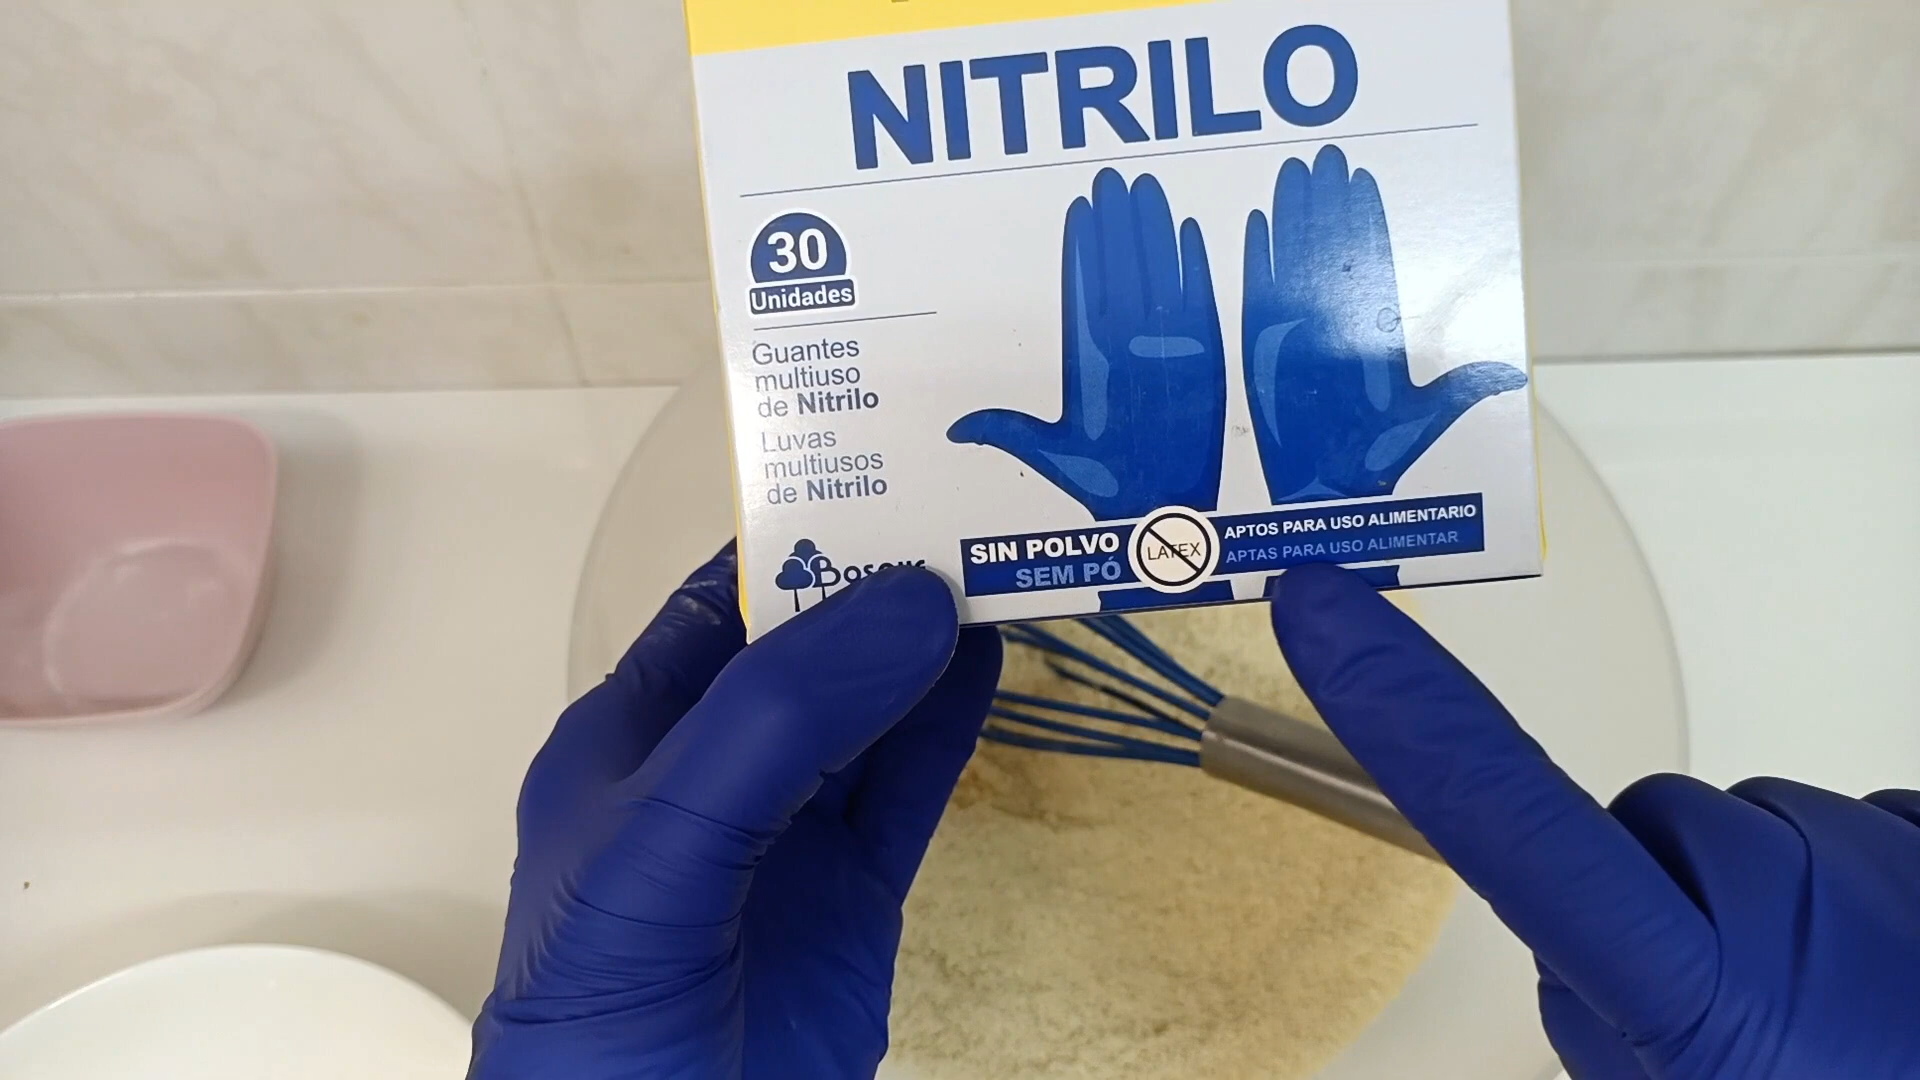 NITRILO
30
Unidades
Guantes
multiuso
de Nitrilo
Luvas
multiusos
de Nitrilo
SIN POLVO
SEM PÓ
LATEX
APTOS PARA USO ALIMENTARIO
APTAS PARA USO ALIMENTAR